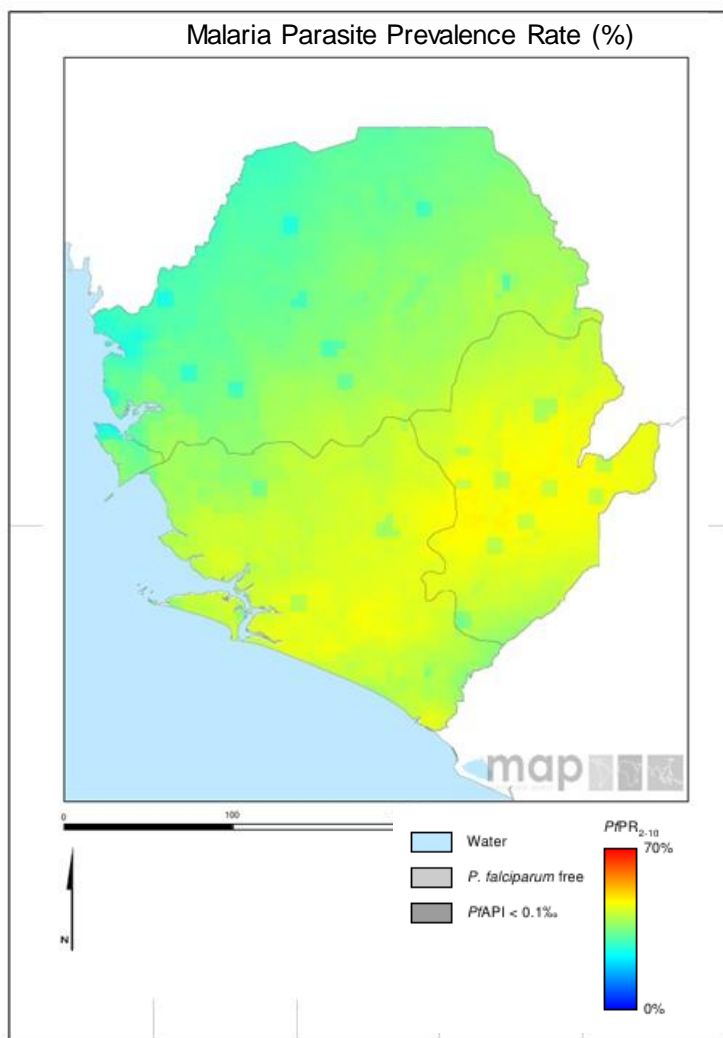 Malaria Parasite Prevalence Rate (%)
map
0 100
Water
P. falciparum free
PfAPI < 0.1‰
PfPR2-10
70%
0%
N